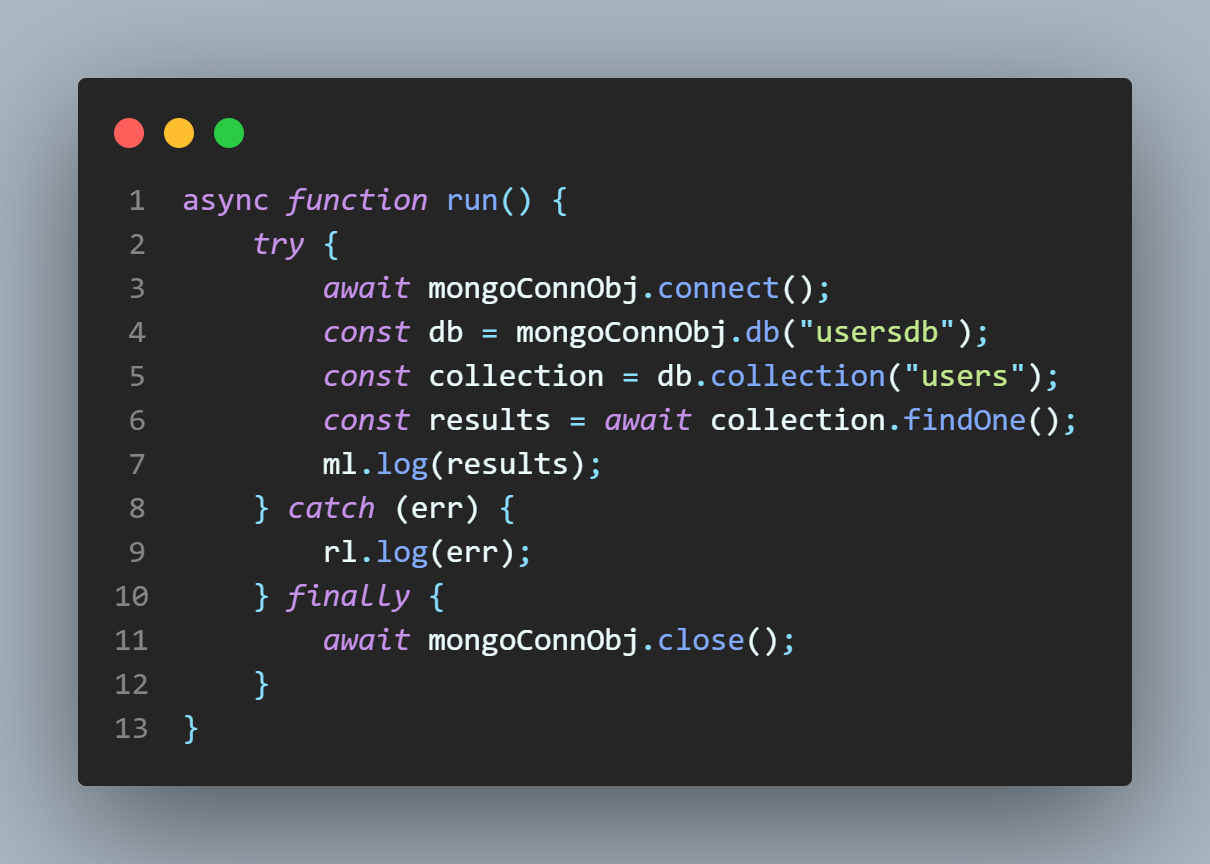 1 async function run() {
2     try {
3         await mongoConnObj.connect();
4         const db = mongoConnObj.db("usersdb");
5         const collection = db.collection("users");
6         const results = await collection.findOne();
7         ml.log(results);
8     } catch (err) {
9         rl.log(err);
10     } finally {
11         await mongoConnObj.close();
12     }
13 }